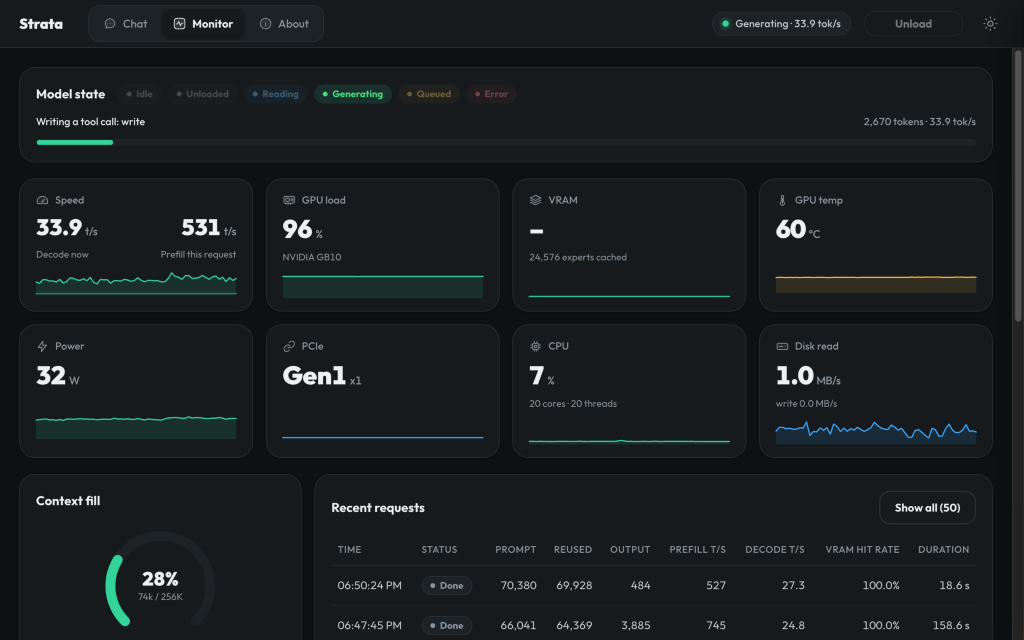 Strata
Chat
Monitor
About
Generating · 33.9 tok/s
Unload
Model state
Idle
Unloaded
Reading
Generating
Queued
Error
Writing a tool call: write
2,670 tokens · 33.9 tok/s
Speed
33.9 t/s
531 t/s
Decode now
Prefill this request
GPU load
96 %
NVIDIA GB10
VRAM
–
24,576 experts cached
GPU temp
60 °C
Power
32 W
PCIe
Gen1 x1
CPU
7 %
20 cores · 20 threads
Disk read
1.0 MB/s
write 0.0 MB/s
Context fill
28%
74k / 256K
Recent requests
Show all (50)
TIME STATUS PROMPT REUSED OUTPUT PREFILL T/S DECODE T/S VRAM HIT RATE DURATION
06:50:24 PM Done 70,380 69,928 484 527 27.3 100.0% 18.6 s
06:47:45 PM Done 66,041 64,369 3,885 745 24.8 100.0% 158.6 s